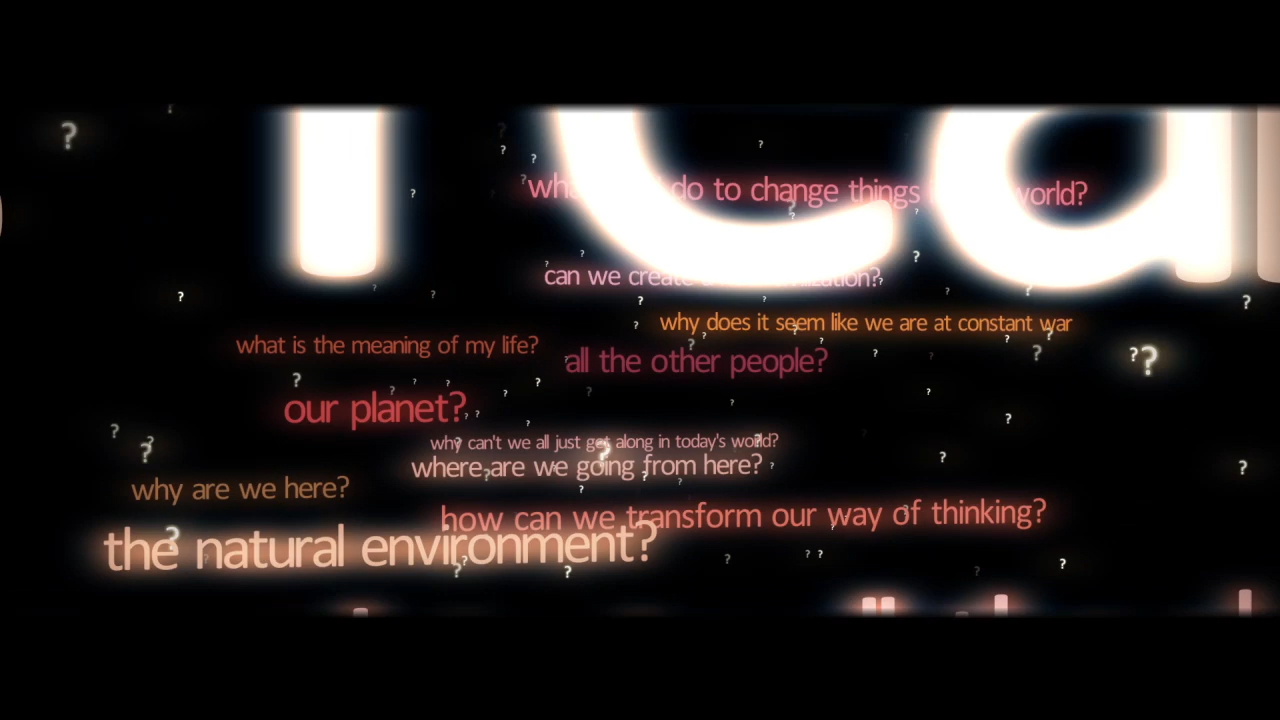 do to change things world?
can we create
why does it seem like we are at constant war
what is the meaning of my life?
all the other people?
our planet?
why can't we all just get along in today's world?
where are we going from here?
why are we here?
how can we transform our way of thinking?
the natural environment?